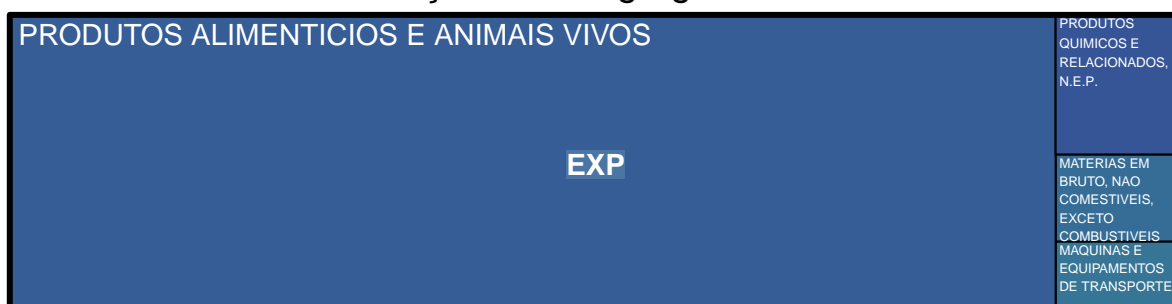 PRODUTOS ALIMENTICIOS E ANIMAIS VIVOS
EXP
PRODUTOS
QUIMICOS E
RELACIONADOS,
N.E.P.
MATERIAS EM
BRUTO, NAO
COMESTIVEIS,
EXCETO
COMBUSTIVEIS
MAQUINAS E
EQUIPAMENTOS
DE TRANSPORTE